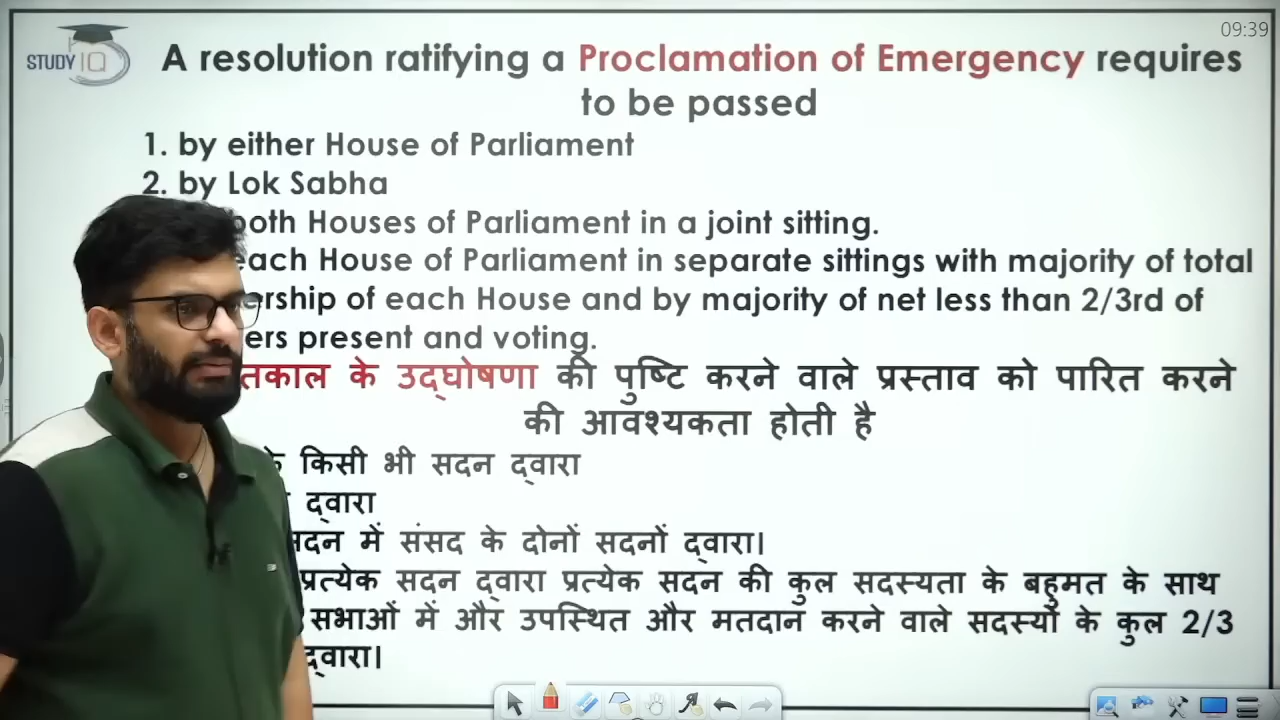 09:39
STUDY IQ
A resolution ratifying a Proclamation of Emergency requires
to be passed
1. by either House of Parliament
2. by Lok Sabha
both Houses of Parliament in a joint sitting.
each House of Parliament in separate sittings with majority of total
ership of each House and by majority of net less than 2/3rd of
ers present and voting.
तकाल के उद्घोषणा की पुष्टि करने वाले प्रस्ताव को पारित करने
की आवश्यकता होती है
के किसी भी सदन द्वारा
द्वारा
सदन में संसद के दोनों सदनों द्वारा।
प्रत्येक सदन द्वारा प्रत्येक सदन की कुल सदस्यता के बहुमत के साथ
सभाओं में और उपस्थित और मतदान करने वाले सदस्यों के कुल 2/3
द्वारा।